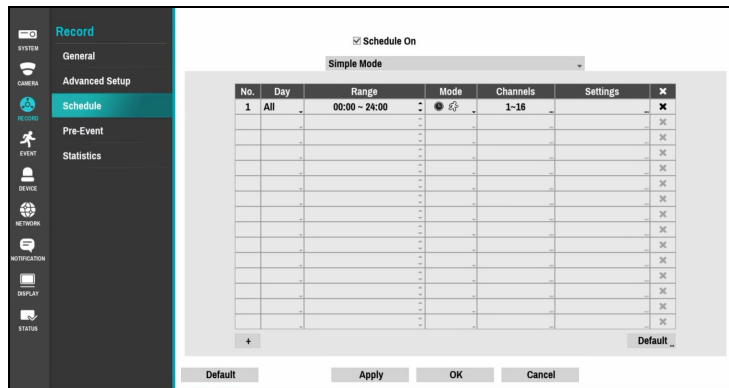 SYSTEM
CAMERA
RECORD
EVENT
DEVICE
NETWORK
NOTIFICATION
DISPLAY
STATUS
Record
General
Advanced Setup
Schedule
Pre-Event
Statistics
Schedule On
Simple Mode
No. Day Range Mode Channels Settings
1 All 00:00 ~ 24:00 1~16
+ Default
Default Apply OK Cancel